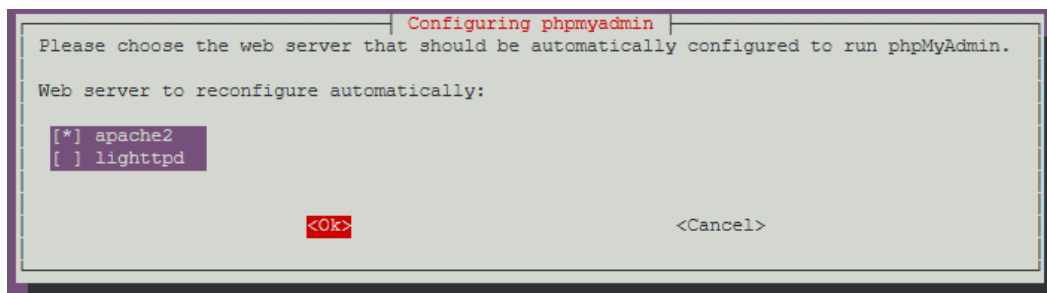 Configuring phpmyadmin
Please choose the web server that should be automatically configured to run phpMyAdmin.
Web server to reconfigure automatically:
[*] apache2
[ ] lighttpd
<Ok> <Cancel>